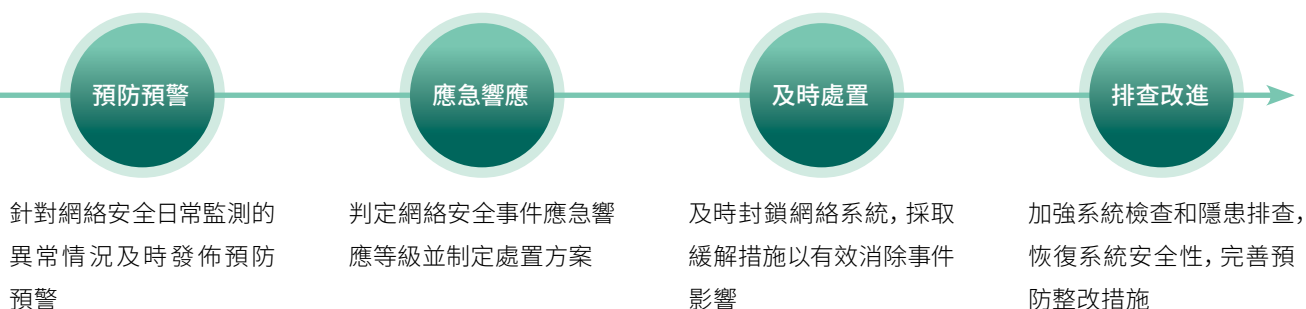 預防預警
應急響應
及時處置
排查改進
針對網絡安全日常監測的
異常情況及時發佈預防
預警
判定網絡安全事件應急響
應等級並制定處置方案
及時封鎖網絡系統，採取
緩解措施以有效消除事件
影響
加強系統檢查和隱患排查，
恢復系統安全性，完善預
防整改措施